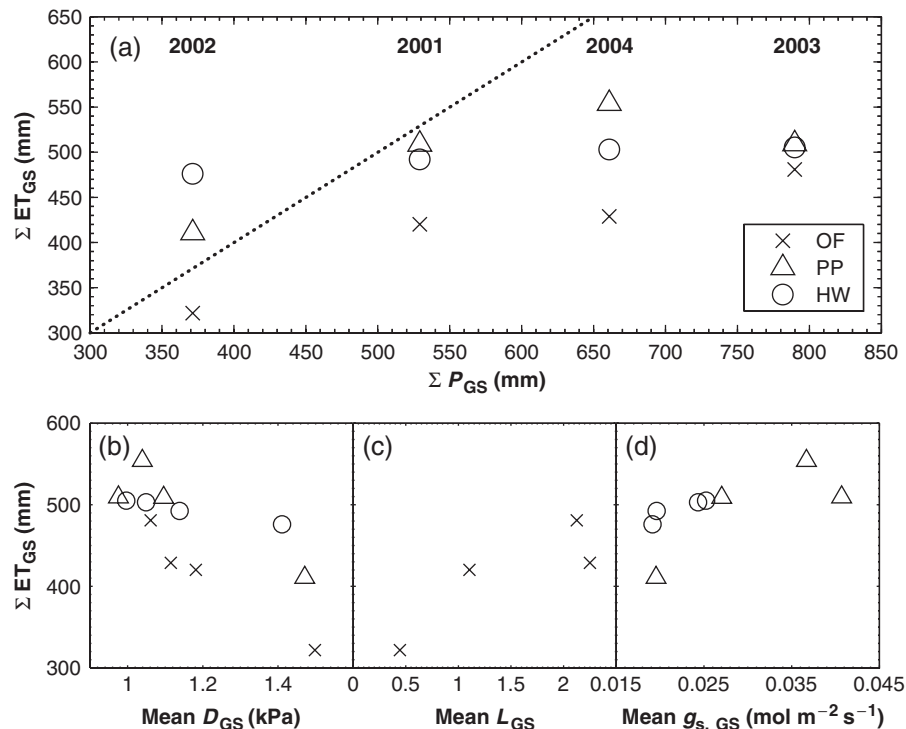 (a)
2002 2001 2004 2003
650
600
550
500
450
400
350
300
Σ ET_GS (mm)
OF
PP
HW
300 350 400 450 500 550 600 650 700 750 800 850
Σ P_GS (mm)
(b) (c) (d)
600
500
400
300
Σ ET_GS (mm)
1 1.2 1.4 0 0.5 1 1.5 2 0.015 0.025 0.035 0.045
Mean D_GS (kPa) Mean L_GS Mean g_s, GS (mol m⁻² s⁻¹)